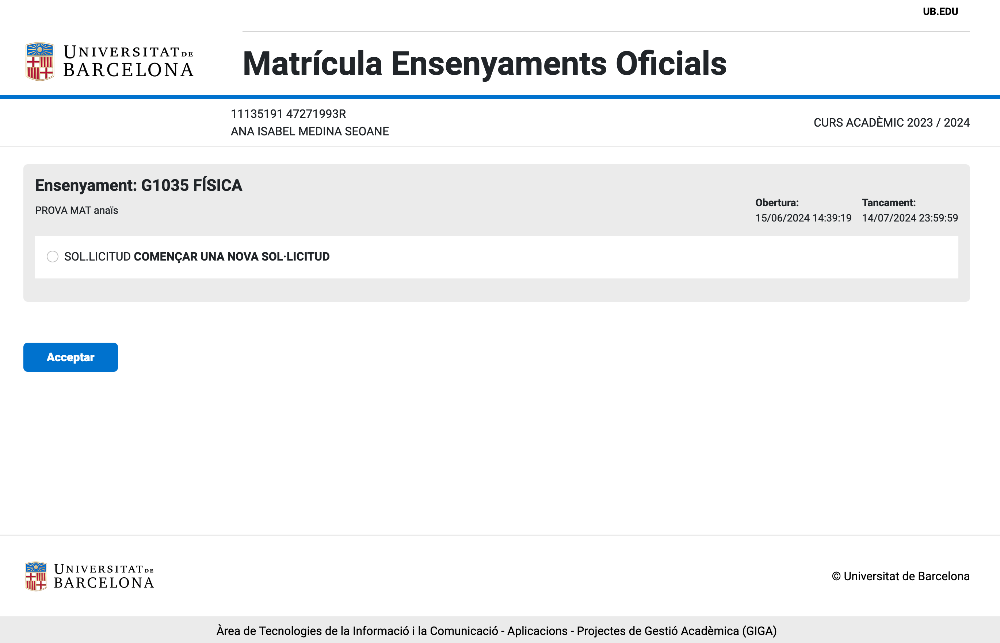 UB.EDU
UNIVERSITAT DE
BARCELONA
Matrícula Ensenyaments Oficials
11135191 47271993R
ANA ISABEL MEDINA SEOANE
CURS ACADÈMIC 2023 / 2024
Ensenyament: G1035 FÍSICA
PROVA MAT anaïs
Obertura: Tancament:
15/06/2024 14:39:19 14/07/2024 23:59:59
SOL.LICITUD COMENÇAR UNA NOVA SOL·LICITUD
Acceptar
UNIVERSITAT DE
BARCELONA
© Universitat de Barcelona
Àrea de Tecnologies de la Informació i la Comunicació - Aplicacions - Projectes de Gestió Acadèmica (GIGA)